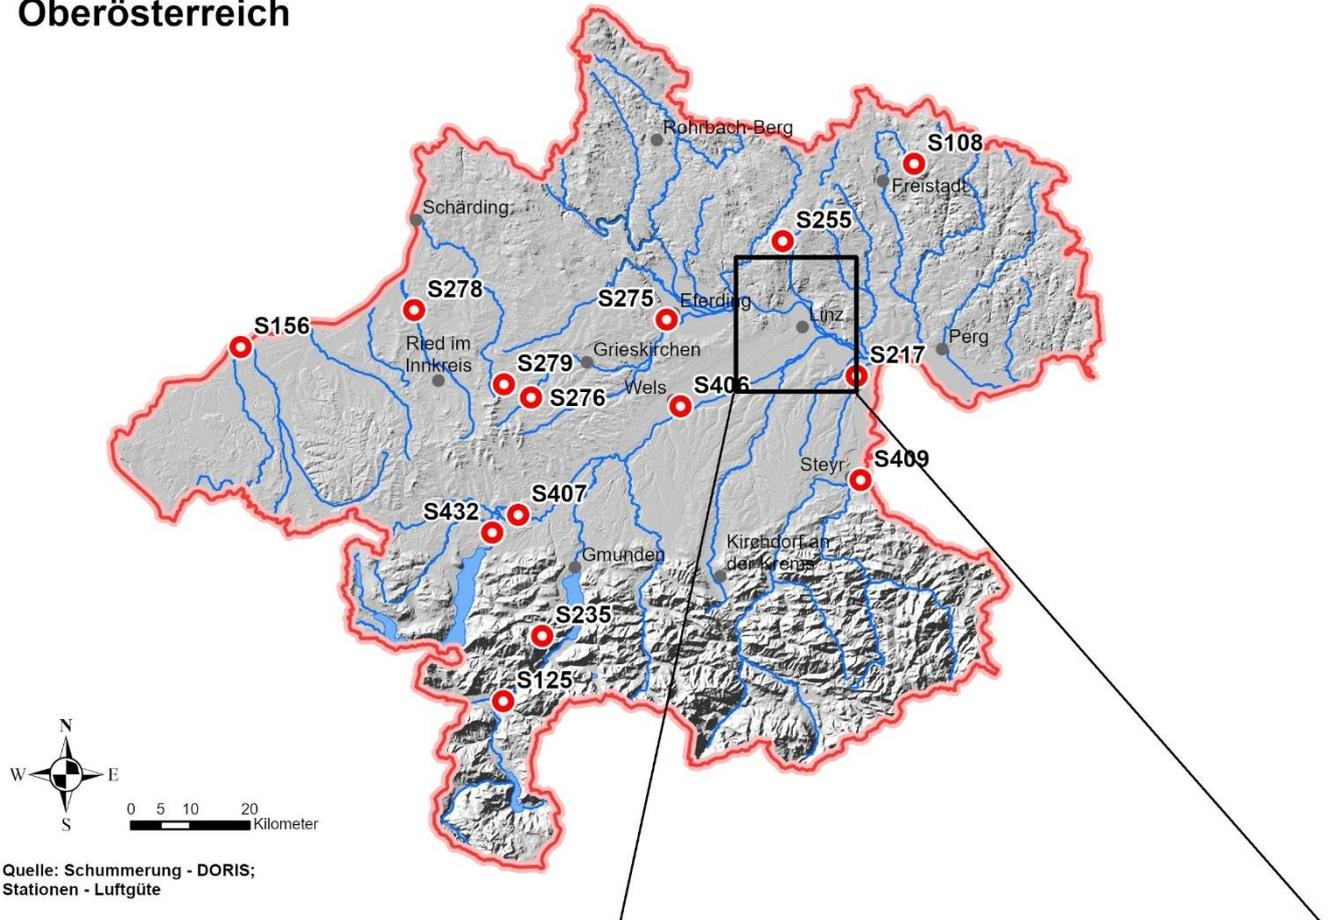 Oberösterreich
Rohrbach-Berg
S108
Freistadt
Schärding
S255
S278
S275
Eferding
Linz
S156
Ried im
Innkreis
Grieskirchen
Perg
S279
S217
Wels
S406
S276
Steyr
S409
S407
S432
Kirchdorf an
der Krems
Gmunden
S235
S125
N
W
E
S
0 5 10 20
Kilometer
Quelle: Schummerung - DORIS;
Stationen - Luftgüte